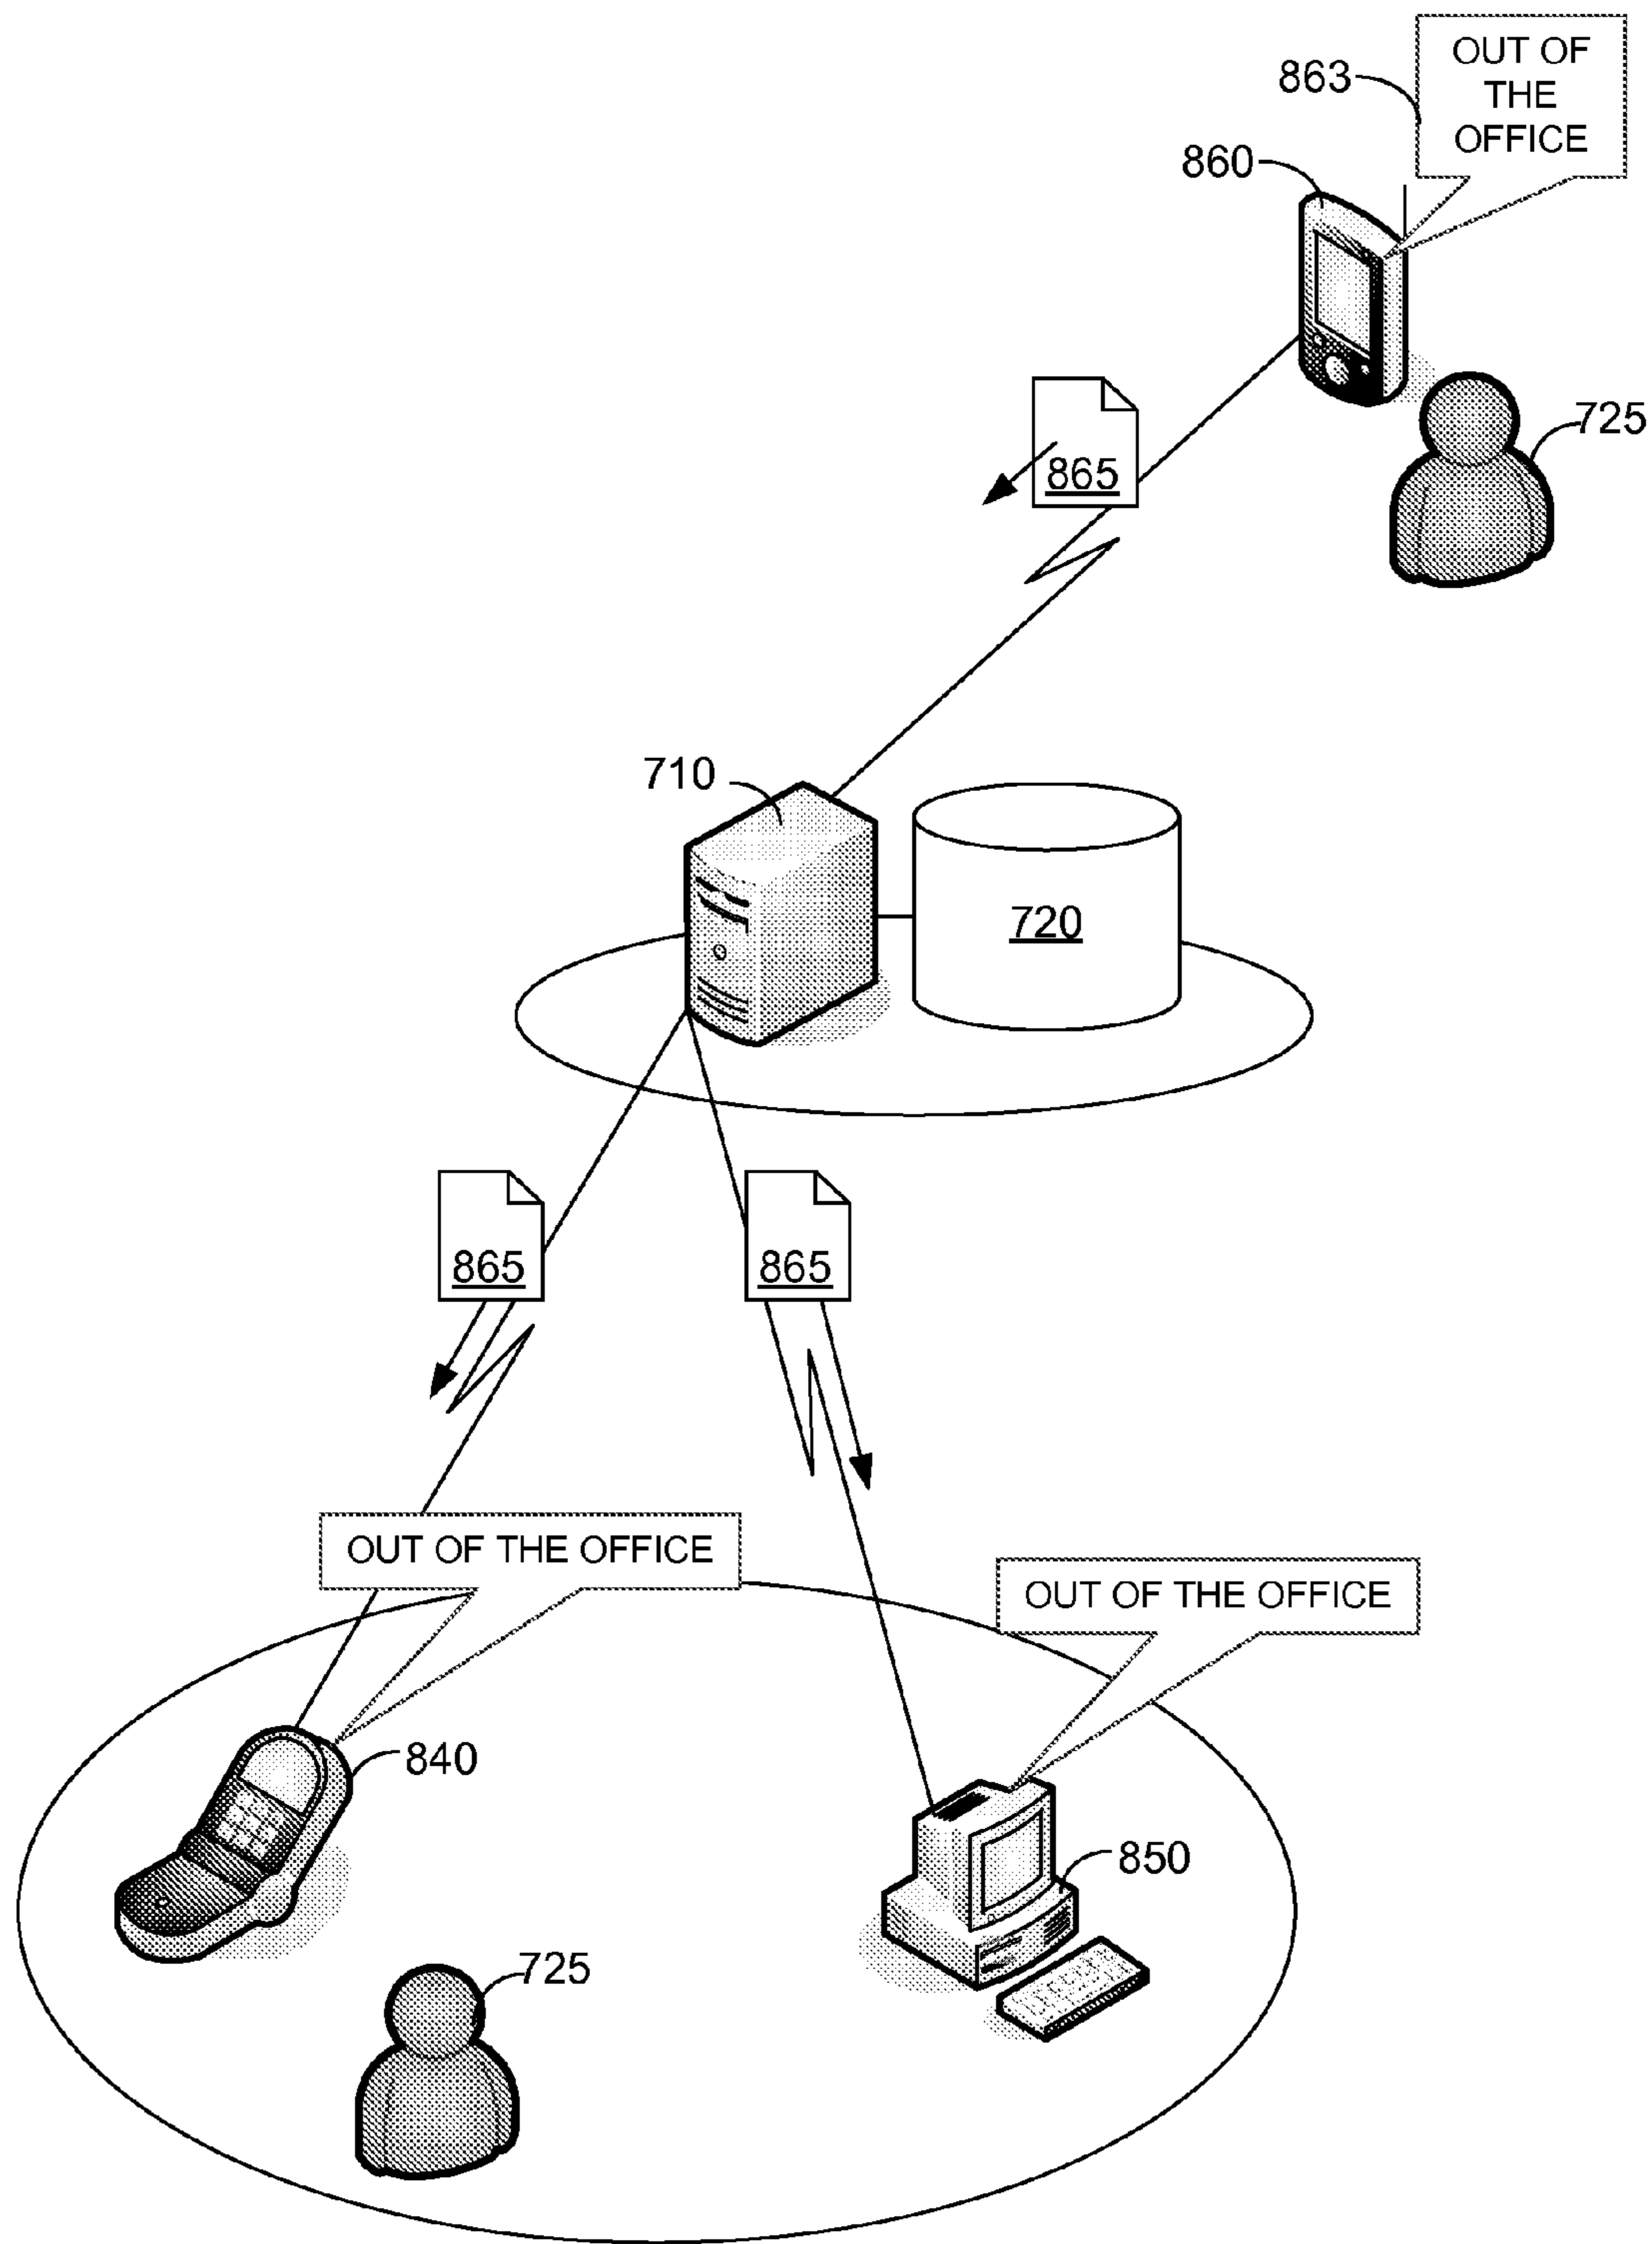 OUT OF
THE
OFFICE
863
860
725
865
710
720
865
865
OUT OF THE OFFICE
OUT OF THE OFFICE
840
850
725